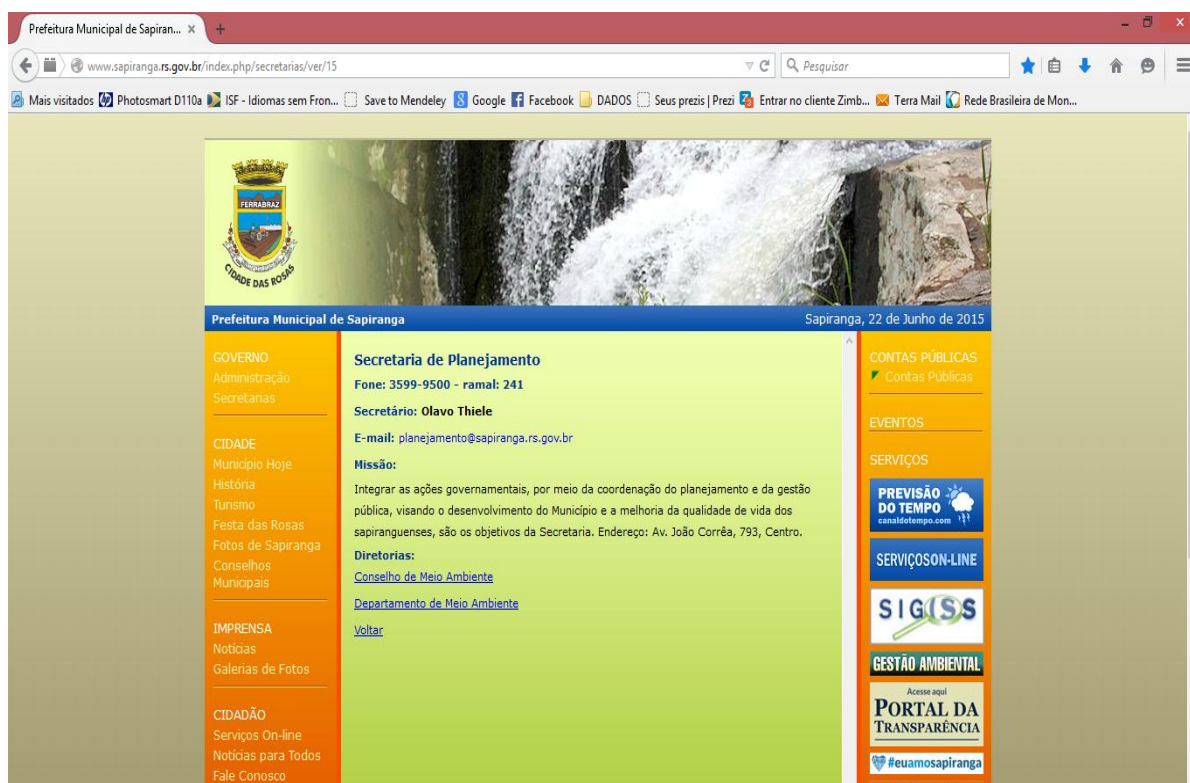 Prefeitura Municipal de Sapiran...
www.sapiranga.rs.gov.br/index.php/secretarias/ver/15
Pesquisar
Mais visitados Photosmart D110a ISF - Idiomas sem Fron... Save to Mendeley Google Facebook DADOS Seus prezis | Prezi Entrar no cliente Zimb... Terra Mail Rede Brasileira de Mon...
FERRABRAZ
CIDADE DAS ROSAS
Prefeitura Municipal de Sapiranga
Sapiranga, 22 de Junho de 2015
GOVERNO
Administração
Secretarias
CIDADE
Município Hoje
História
Turismo
Festa das Rosas
Fotos de Sapiranga
Conselhos
Municipais
IMPRENSA
Notícias
Galerias de Fotos
CIDADÃO
Serviços On-line
Notícias para Todos
Fale Conosco
Secretaria de Planejamento
Fone: 3599-9500 - ramal: 241
Secretário: Olavo Thiele
E-mail: planejamento@sapiranga.rs.gov.br
Missão:
Integrar as ações governamentais, por meio da coordenação do planejamento e da gestão
pública, visando o desenvolvimento do Município e a melhoria da qualidade de vida dos
sapiranguenses, são os objetivos da Secretaria. Endereço: Av. João Corrêa, 793, Centro.
Diretorias:
Conselho de Meio Ambiente
Departamento de Meio Ambiente
Voltar
CONTAS PÚBLICAS
Contas Públicas
EVENTOS
SERVIÇOS
PREVISÃO
DO TEMPO
canaldotempo.com
SERVIÇOSON-LINE
SIGISS
GESTÃO AMBIENTAL
Acesse aqui
PORTAL DA
TRANSPARÊNCIA
#euamosapiranga